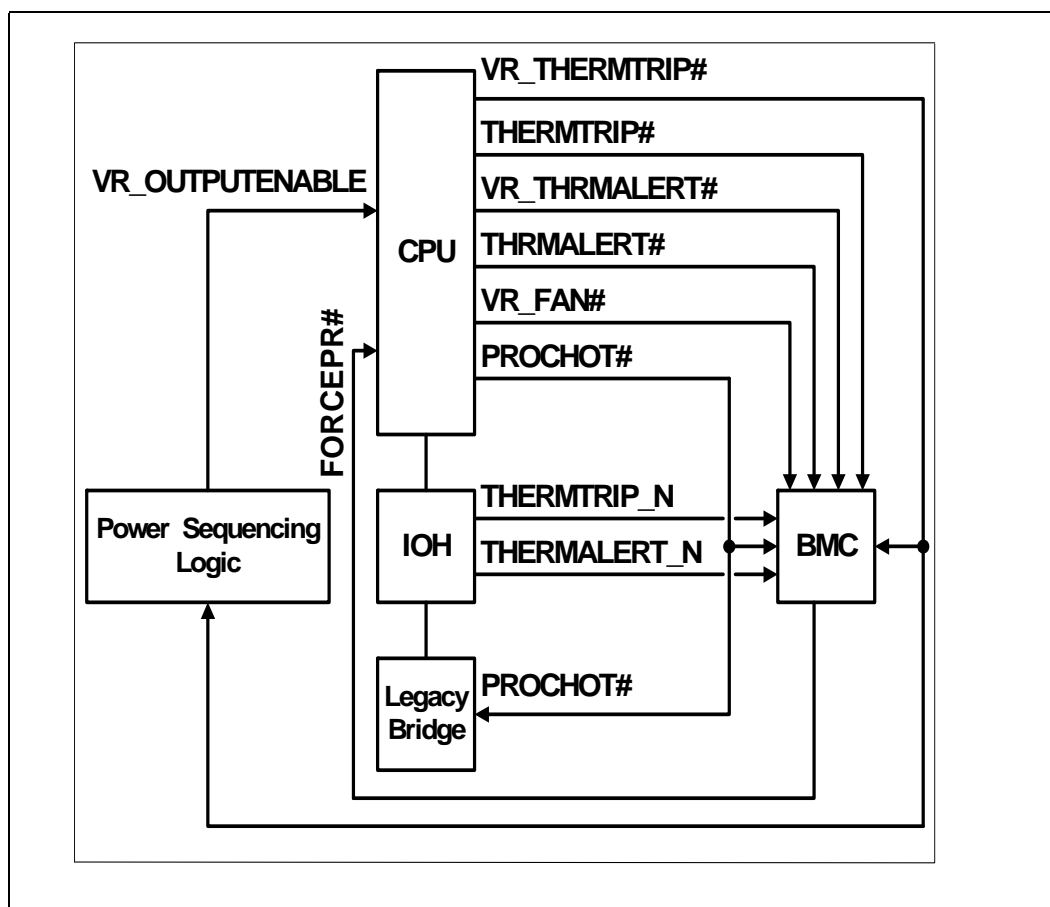 VR_THERMTRIP#
THERMTRIP#
VR_OUTPUTENABLE
VR_THRMALERT#
CPU
THRMALERT#
VR_FAN#
FORCEPR#
PROCHOT#
THERMTRIP_N
Power Sequencing
Logic
IOH
BMC
THERMALERT_N
PROCHOT#
Legacy
Bridge